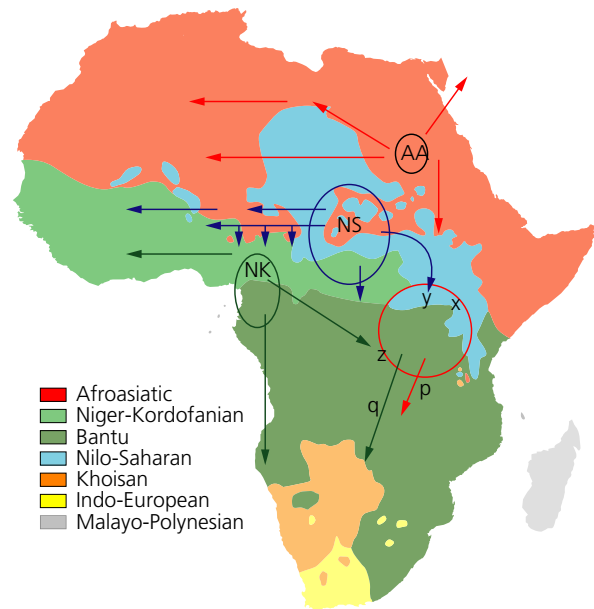 AA
NS
NK
y
x
z
q
p
Afroasiatic
Niger-Kordofanian
Bantu
Nilo-Saharan
Khoisan
Indo-European
Malayo-Polynesian